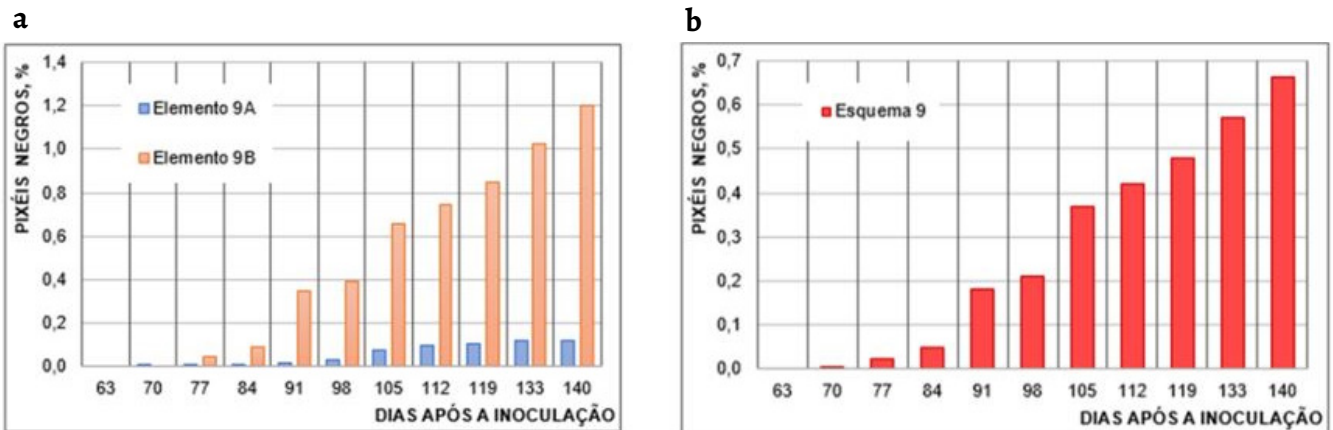 a
PIXÉIS NEGROS, %
1,4
1,2
1,0
0,8
0,6
0,4
0,2
0,0
Elemento 9A
Elemento 9B
63 70 77 84 91 98 105 112 119 133 140
DIAS APÓS A INOCULAÇÃO
b
PIXÉIS NEGROS, %
0,7
0,6
0,5
0,4
0,3
0,2
0,1
0,0
Esquema 9
63 70 77 84 91 98 105 112 119 133 140
DIAS APÓS A INOCULAÇÃO